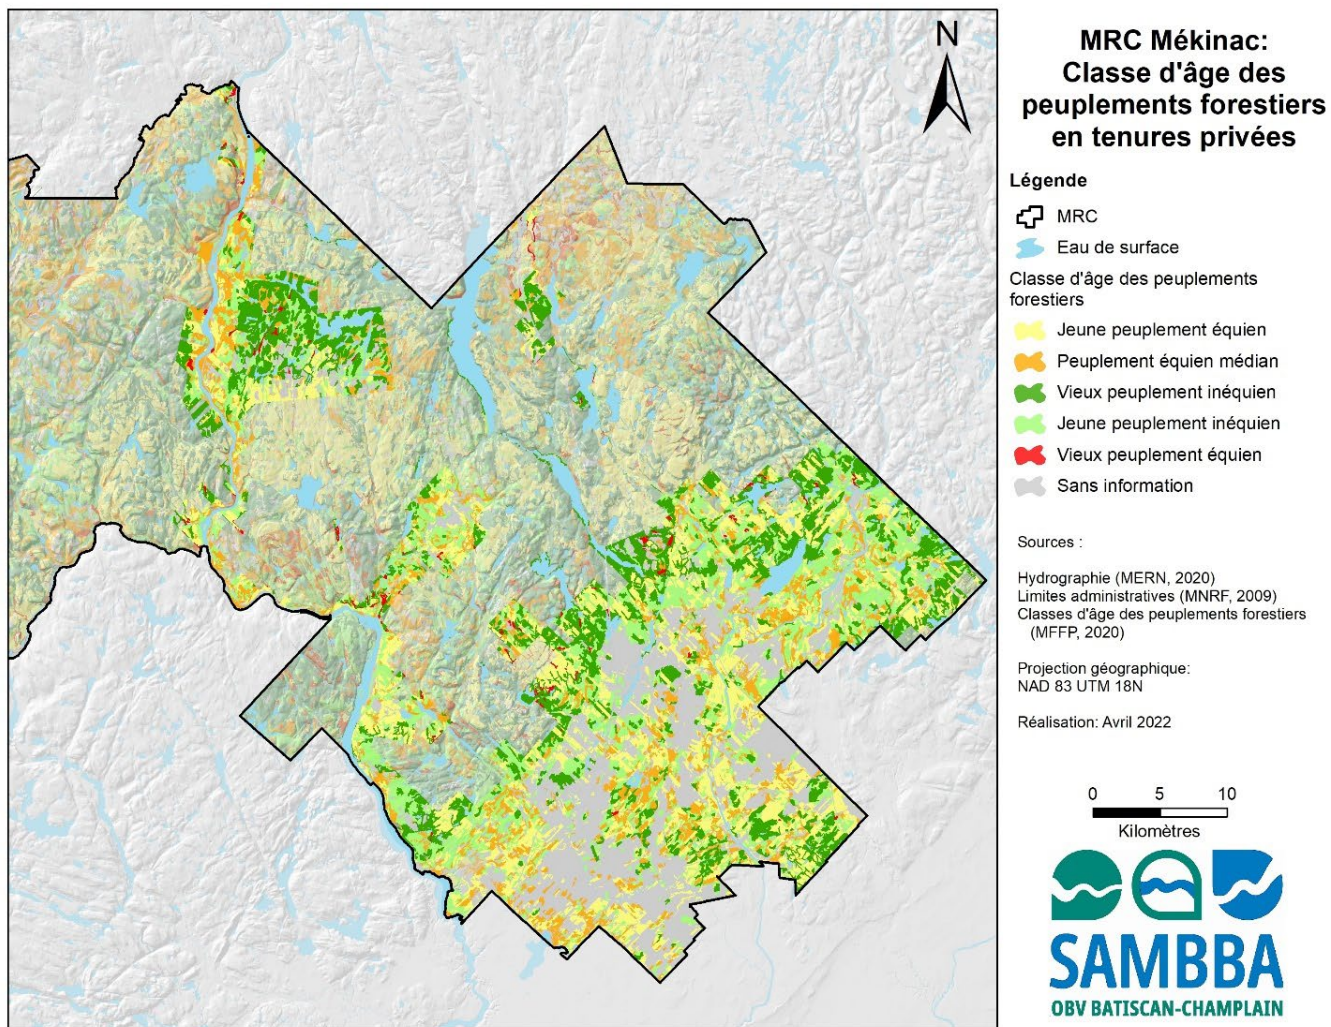 N
MRC Mékinac:
Classe d'âge des
peuplements forestiers
en tenures privées
Légende
MRC
Eau de surface
Classe d'âge des peuplements
forestiers
Jeune peuplement équien
Peuplement équien médian
Vieux peuplement inéquien
Jeune peuplement inéquien
Vieux peuplement équien
Sans information
Sources :
Hydrographie (MERN, 2020)
Limites administratives (MNRF, 2009)
Classes d'âge des peuplements forestiers
(MFFP, 2020)
Projection géographique:
NAD 83 UTM 18N
Réalisation: Avril 2022
0 5 10
Kilomètres
SAMBBA
OBV BATISCAN-CHAMPLAIN